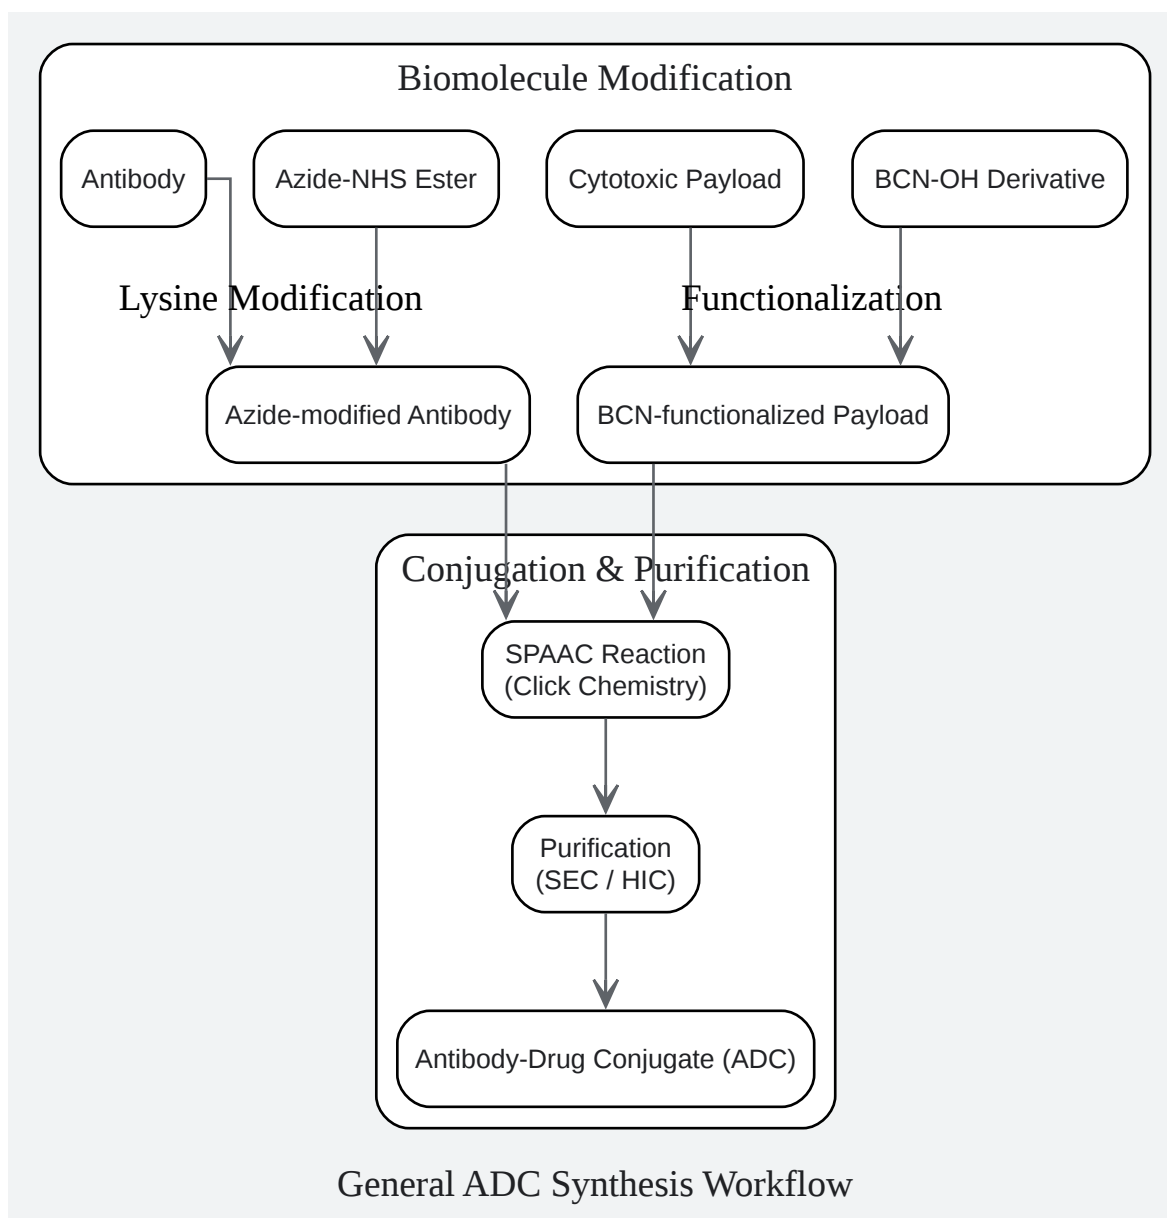 Biomolecule Modification
Antibody
Azide-NHS Ester
Cytotoxic Payload
BCN-OH Derivative
Lysine Modification
Functionalization
Azide-modified Antibody
BCN-functionalized Payload
Conjugation & Purification
SPAAC Reaction
(Click Chemistry)
Purification
(SEC / HIC)
Antibody-Drug Conjugate (ADC)
General ADC Synthesis Workflow